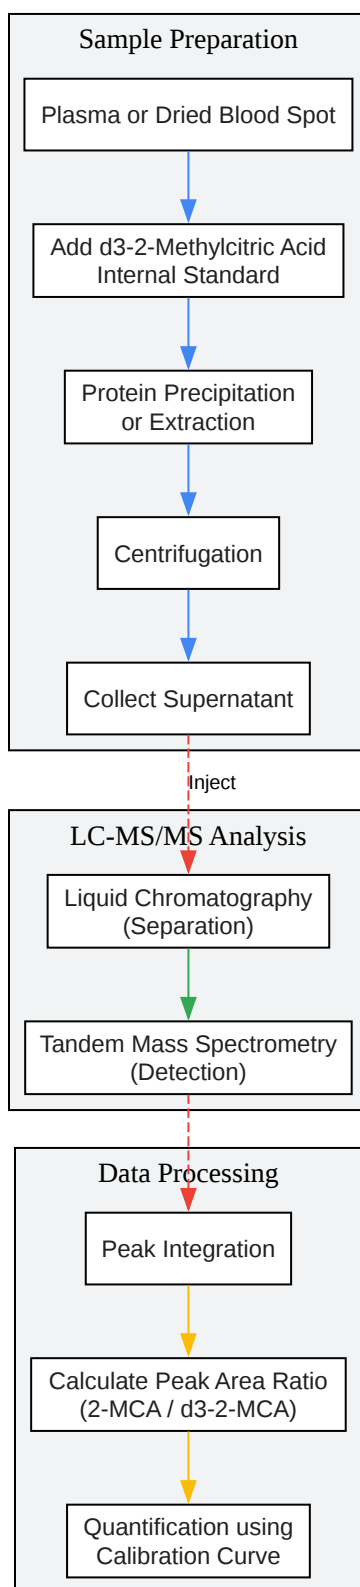 Sample Preparation
Plasma or Dried Blood Spot
Add d3-2-Methylcitric Acid
Internal Standard
Protein Precipitation
or Extraction
Centrifugation
Collect Supernatant
Inject
LC-MS/MS Analysis
Liquid Chromatography
(Separation)
Tandem Mass Spectrometry
(Detection)
Data Processing
Peak Integration
Calculate Peak Area Ratio
(2-MCA / d3-2-MCA)
Quantification using
Calibration Curve